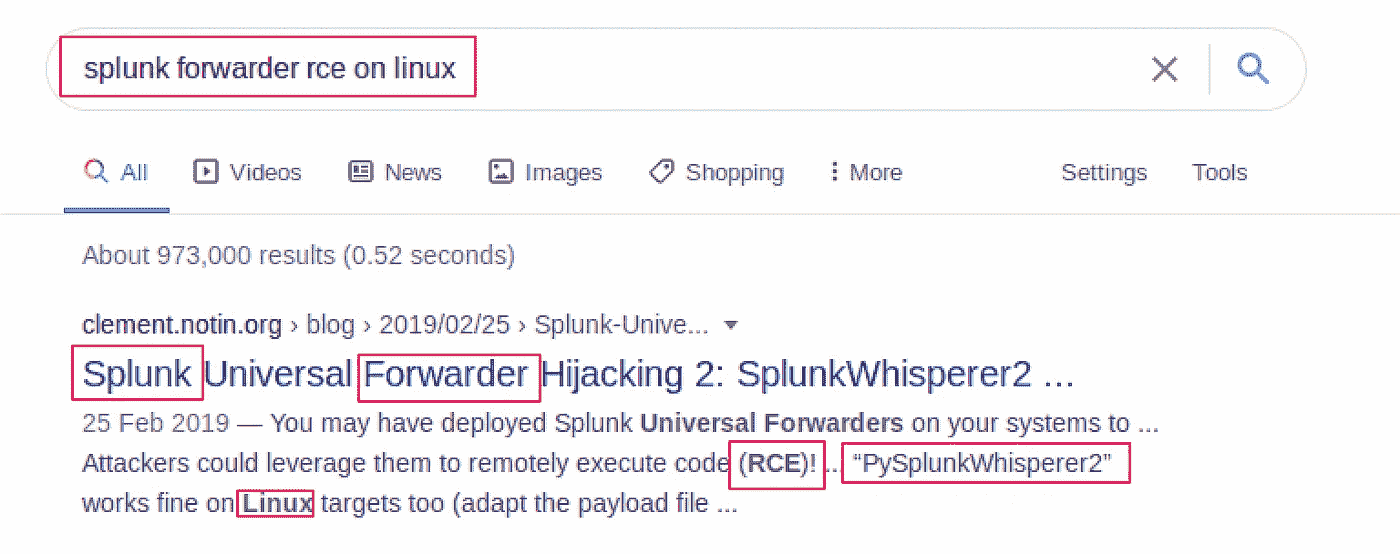 splunk forwarder rce on linux
All Videos News Images Shopping More Settings Tools
About 973,000 results (0.52 seconds)
clement.notin.org › blog › 2019/02/25 › Splunk-Unive...
Splunk Universal Forwarder Hijacking 2: SplunkWhisperer2 ...
25 Feb 2019 — You may have deployed Splunk Universal Forwarders on your systems to ...
Attackers could leverage them to remotely execute code (RCE)! ... “PySplunkWhisperer2”
works fine on Linux targets too (adapt the payload file ...